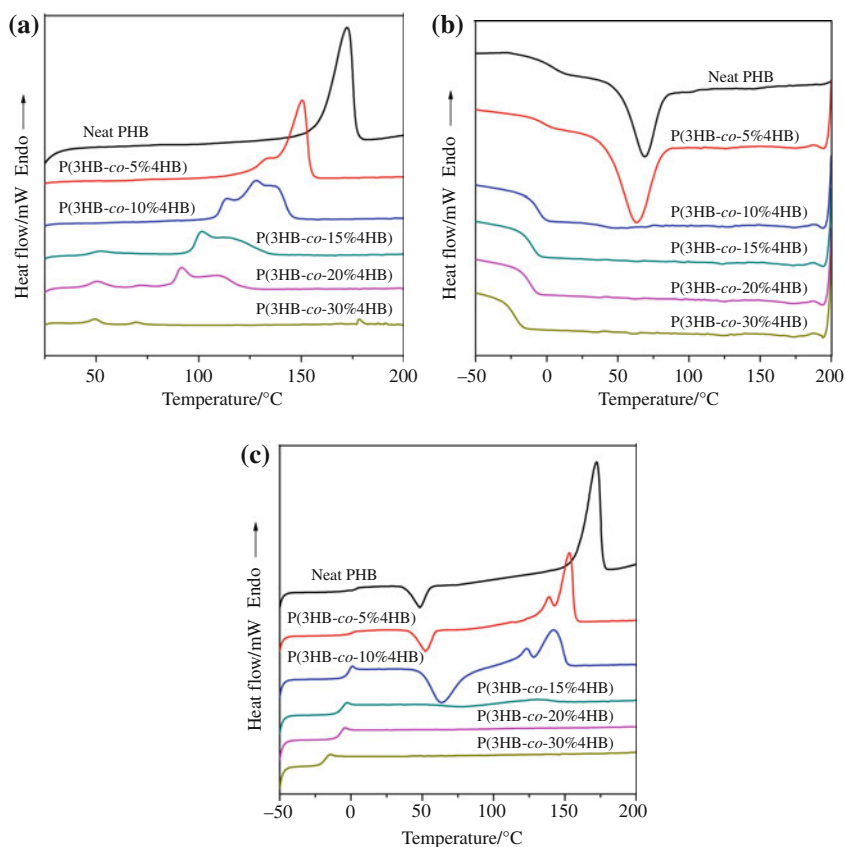 (a)
Heat flow/mW Endo
Neat PHB
P(3HB-co-5%4HB)
P(3HB-co-10%4HB)
P(3HB-co-15%4HB)
P(3HB-co-20%4HB)
P(3HB-co-30%4HB)
50 100 150 200
Temperature/°C
(b)
Heat flow/mW Endo
Neat PHB
P(3HB-co-5%4HB)
P(3HB-co-10%4HB)
P(3HB-co-15%4HB)
P(3HB-co-20%4HB)
P(3HB-co-30%4HB)
−50 0 50 100 150 200
Temperature/°C
(c)
Heat flow/mW Endo
Neat PHB
P(3HB-co-5%4HB)
P(3HB-co-10%4HB)
P(3HB-co-15%4HB)
P(3HB-co-20%4HB)
P(3HB-co-30%4HB)
−50 0 50 100 150 200
Temperature/°C